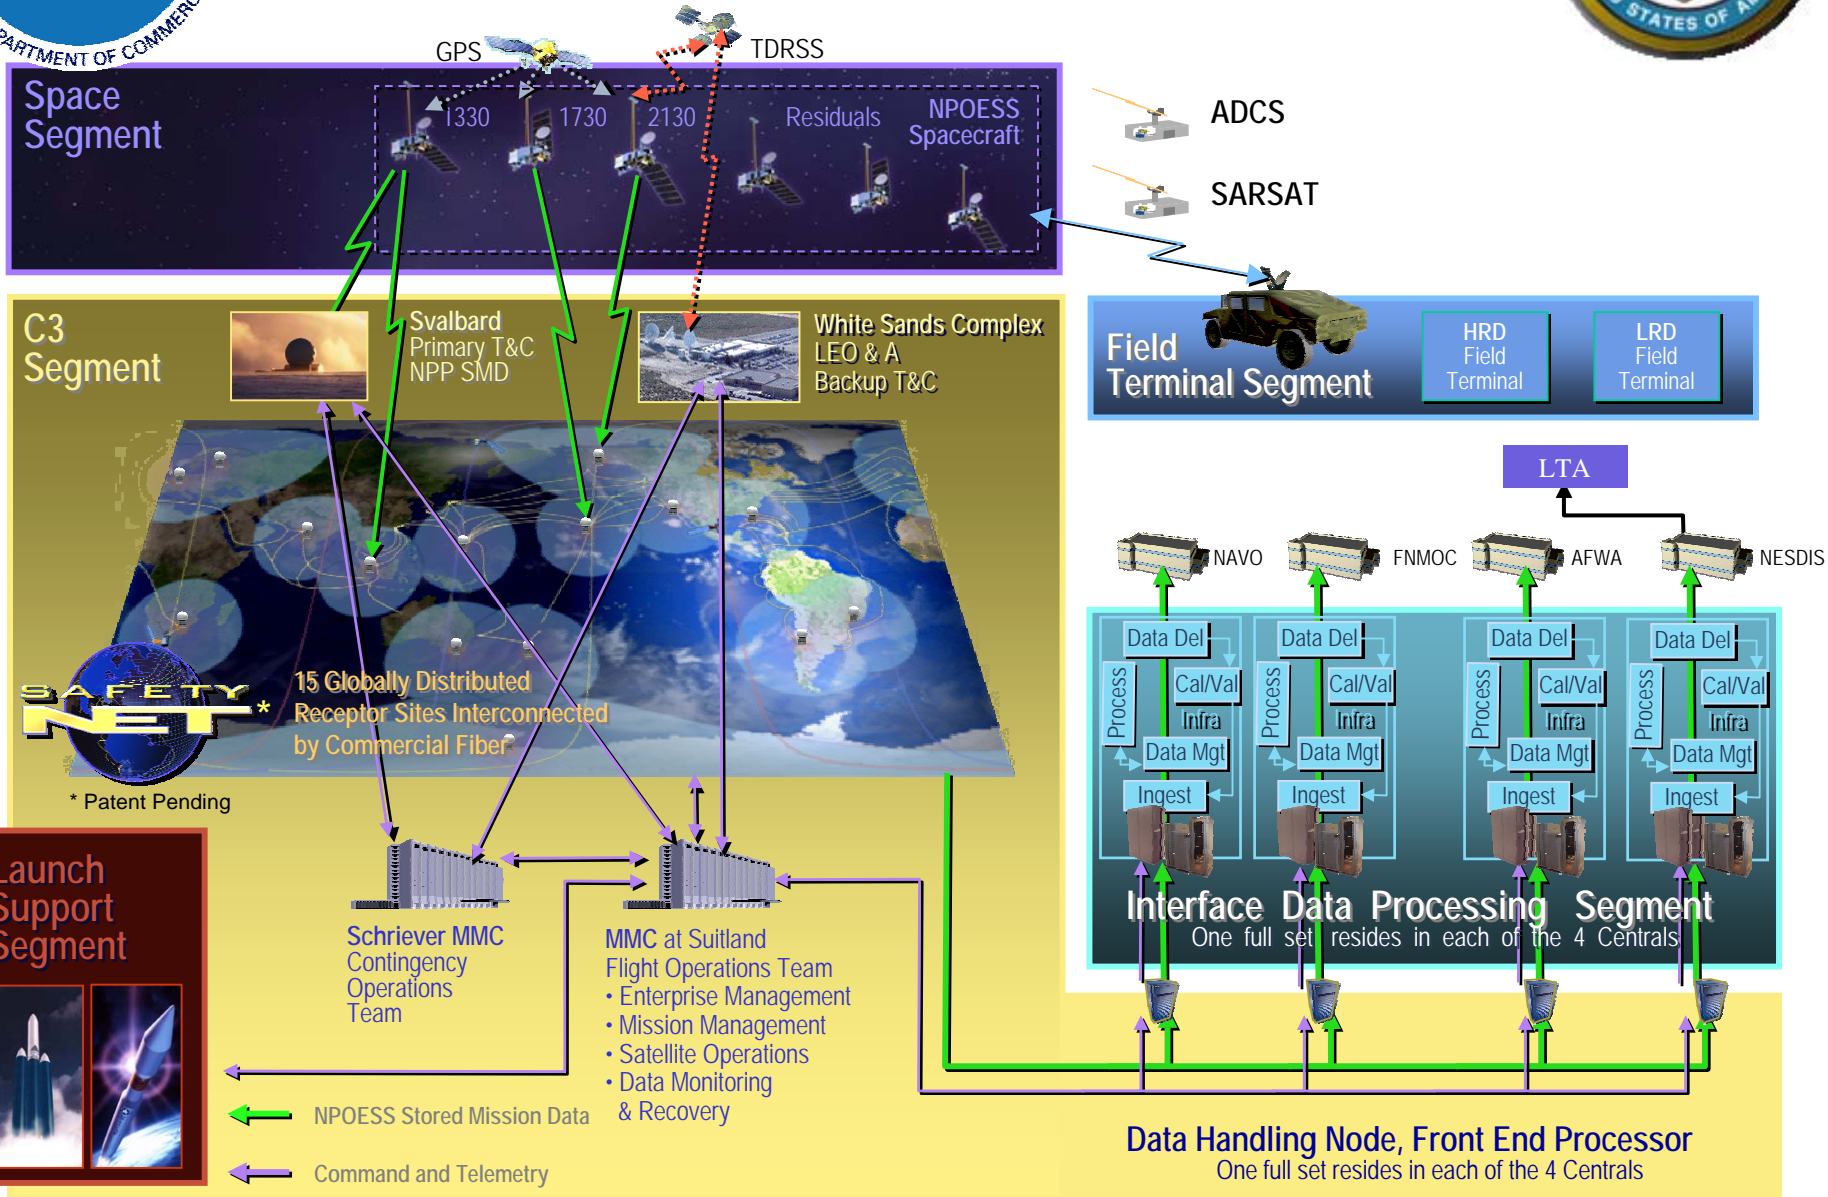 PARTMENT OF COMMERC
STATES OF
GPS
TDRSS
Space
Segment
1330
1730
2130
Residuals
NPOESS
Spacecraft
ADCS
SARSAT
C3
Segment
Svalbard
Primary T&C
NPP SMD
White Sands Complex
LEO & A
Backup T&C
Field
Terminal Segment
HRD
Field
Terminal
LRD
Field
Terminal
LTA
NAVO
FNMOC
AFWA
NESDIS
Data Del
Process
Cal/Val
Infra
Data Mgt
Ingest
Data Del
Process
Cal/Val
Infra
Data Mgt
Ingest
Data Del
Process
Cal/Val
Infra
Data Mgt
Ingest
Data Del
Process
Cal/Val
Infra
Data Mgt
Ingest
Interface Data Processing Segment
One full set resides in each of the 4 Centrals
SAFETY
NET*
* Patent Pending
15 Globally Distributed
Receptor Sites Interconnected
by Commercial Fiber
Launch
Support
Segment
Schriever MMC
Contingency
Operations
Team
MMC at Suitland
Flight Operations Team
• Enterprise Management
• Mission Management
• Satellite Operations
• Data Monitoring
& Recovery
NPOESS Stored Mission Data
Command and Telemetry
Data Handling Node, Front End Processor
One full set resides in each of the 4 Centrals